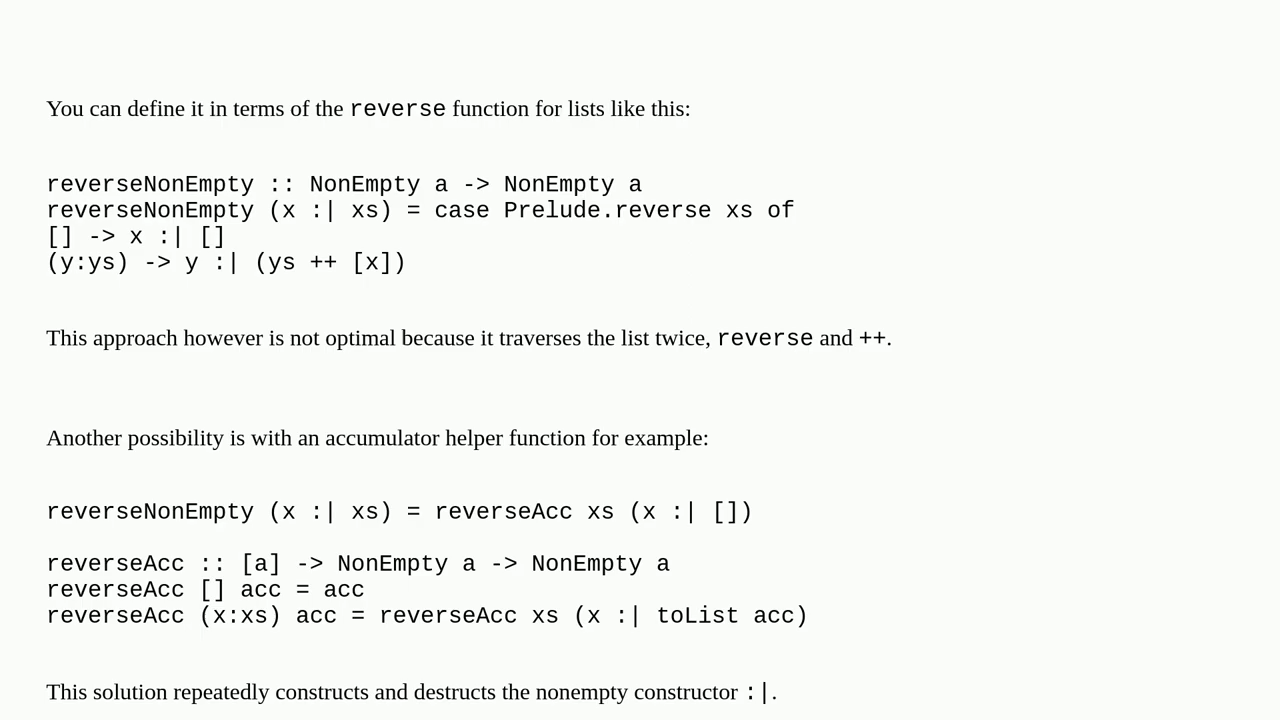 You can define it in terms of the reverse function for lists like this:
reverseNonEmpty :: NonEmpty a -> NonEmpty a
reverseNonEmpty (x :| xs) = case Prelude.reverse xs of
[] -> x :| []
(y:ys) -> y :| (ys ++ [x])
This approach however is not optimal because it traverses the list twice, reverse and ++.
Another possibility is with an accumulator helper function for example:
reverseNonEmpty (x :| xs) = reverseAcc xs (x :| [])
reverseAcc :: [a] -> NonEmpty a -> NonEmpty a
reverseAcc [] acc = acc
reverseAcc (x:xs) acc = reverseAcc xs (x :| toList acc)
This solution repeatedly constructs and destructs the nonempty constructor :|.